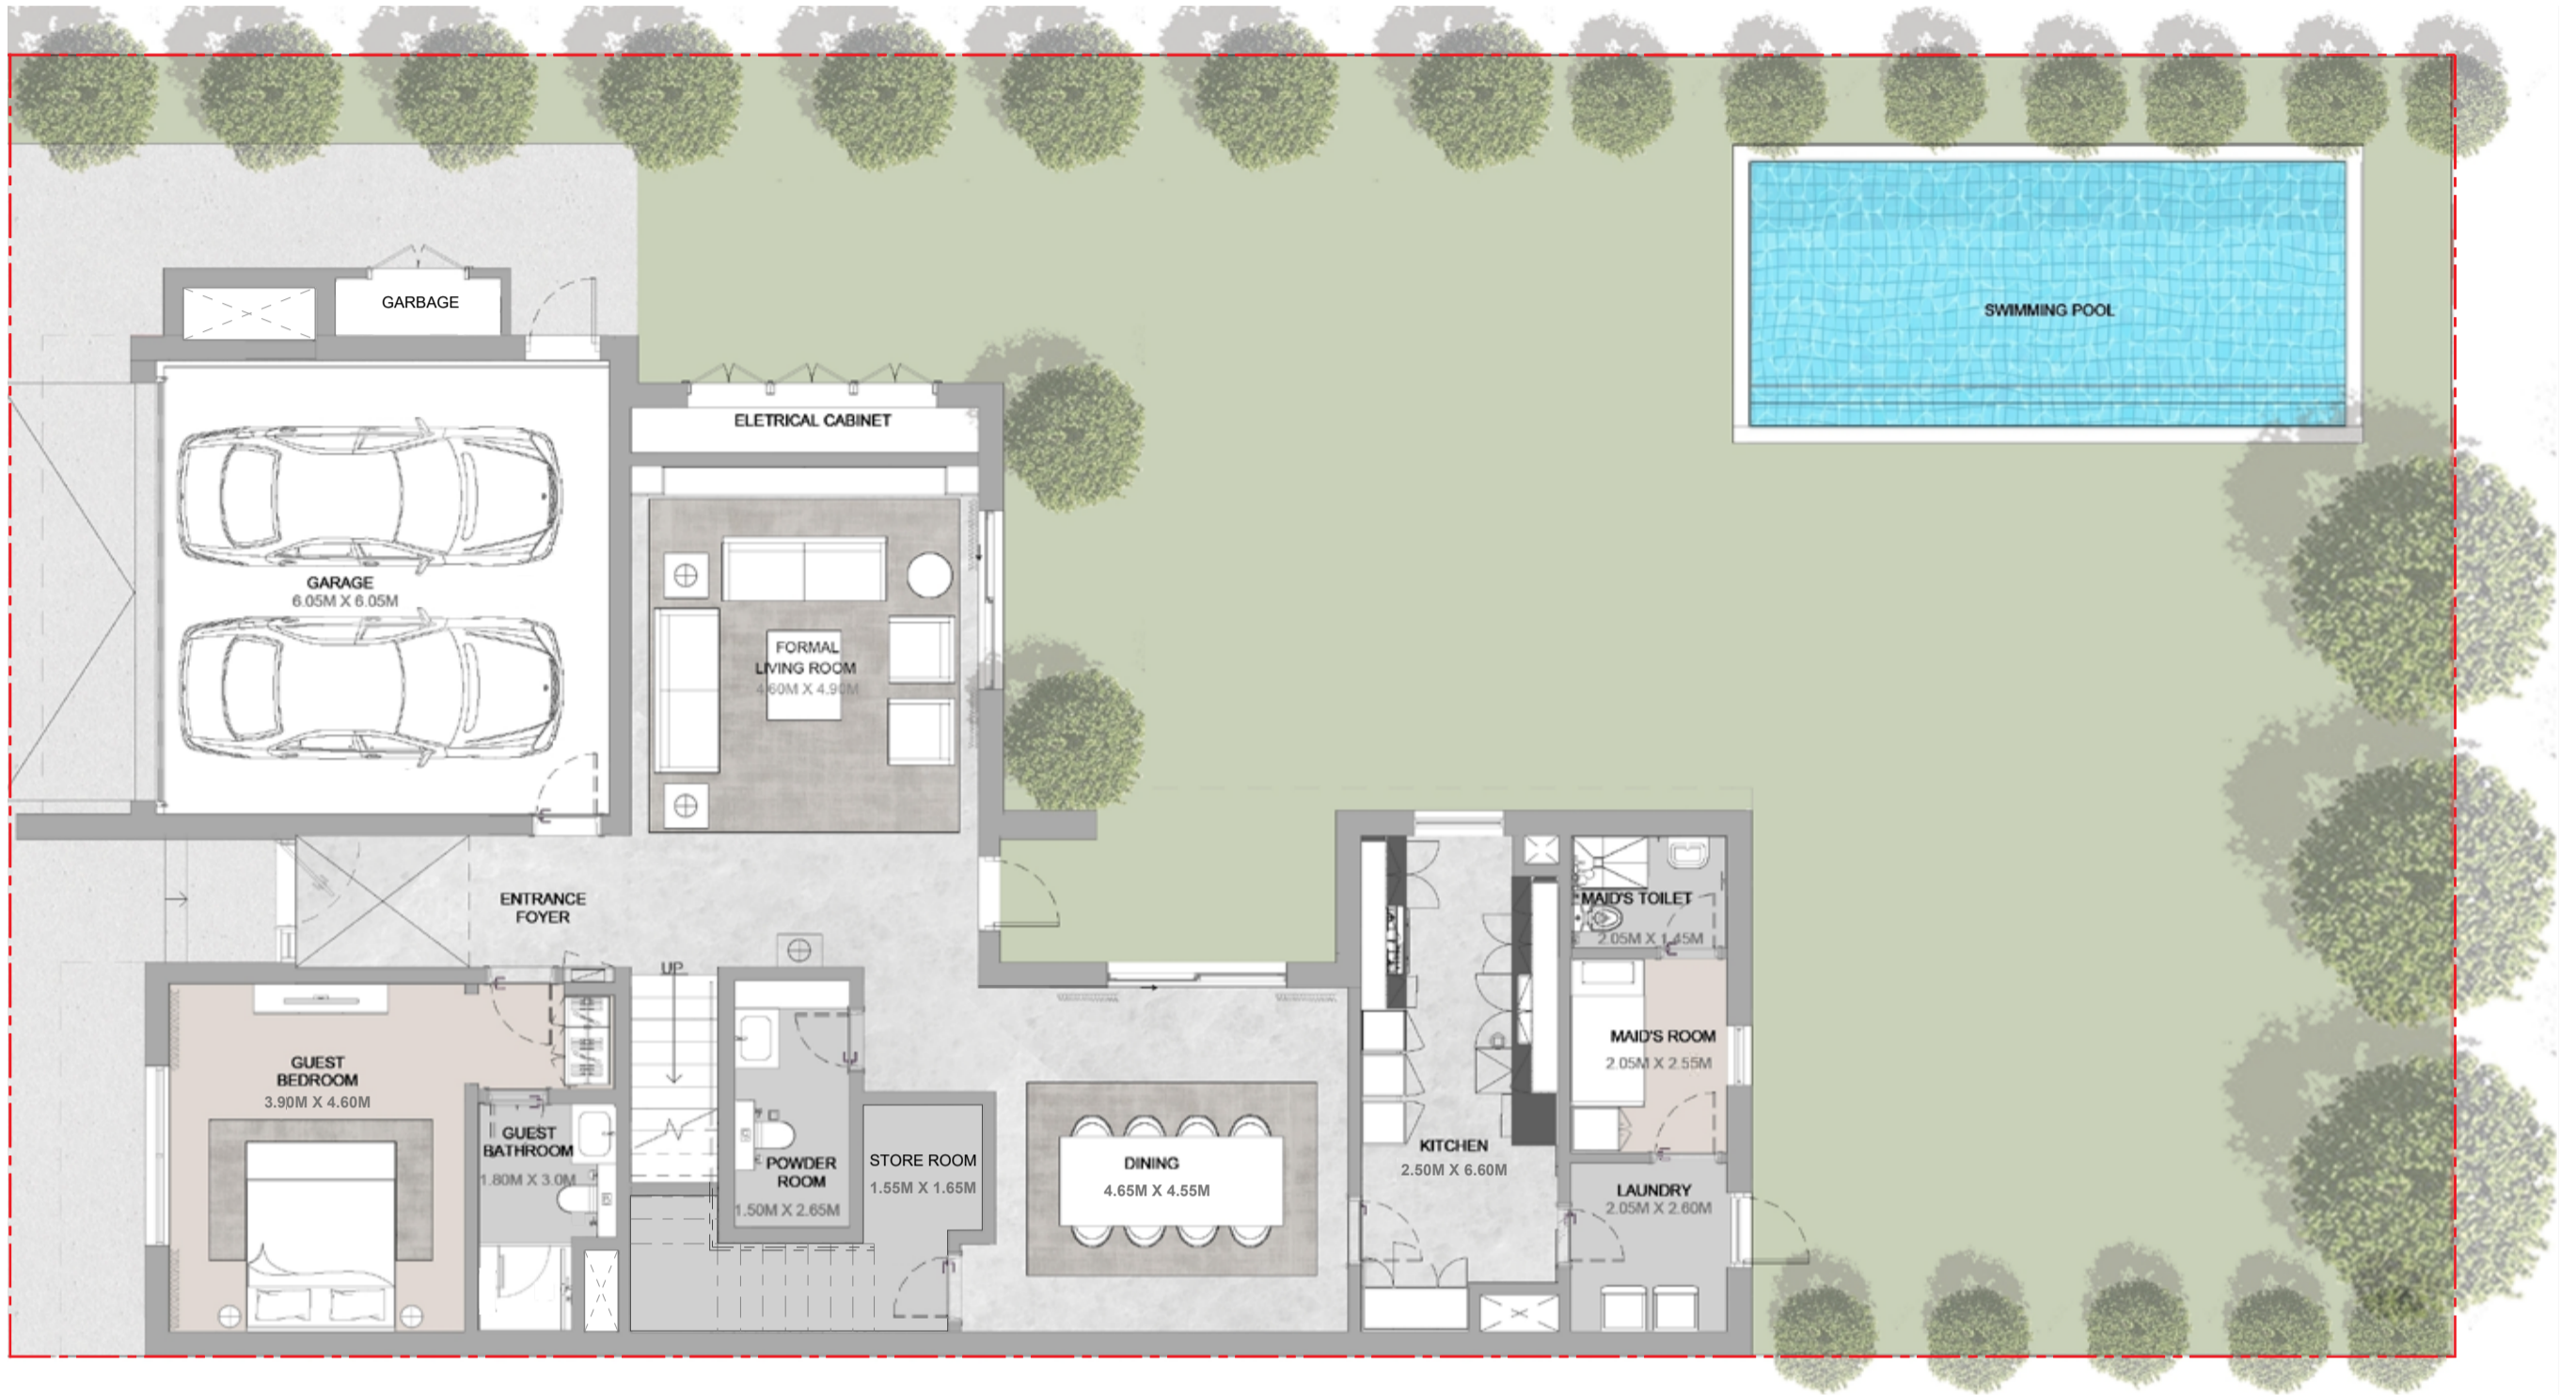 GARBAGE
SWIMMING POOL
ELETRICAL CABINET
GARAGE
6.05M X 6.05M
FORMAL
LIVING ROOM
4.60M X 4.90M
ENTRANCE
FOYER
UP
GUEST
BEDROOM
3.90M X 4.60M
GUEST
BATHROOM
1.80M X 3.0M
POWDER
ROOM
1.50M X 2.65M
STORE ROOM
1.55M X 1.65M
DINING
4.65M X 4.55M
KITCHEN
2.50M X 6.60M
MAID'S TOILET
2.05M X 1.45M
MAID'S ROOM
2.05M X 2.55M
LAUNDRY
2.05M X 2.60M